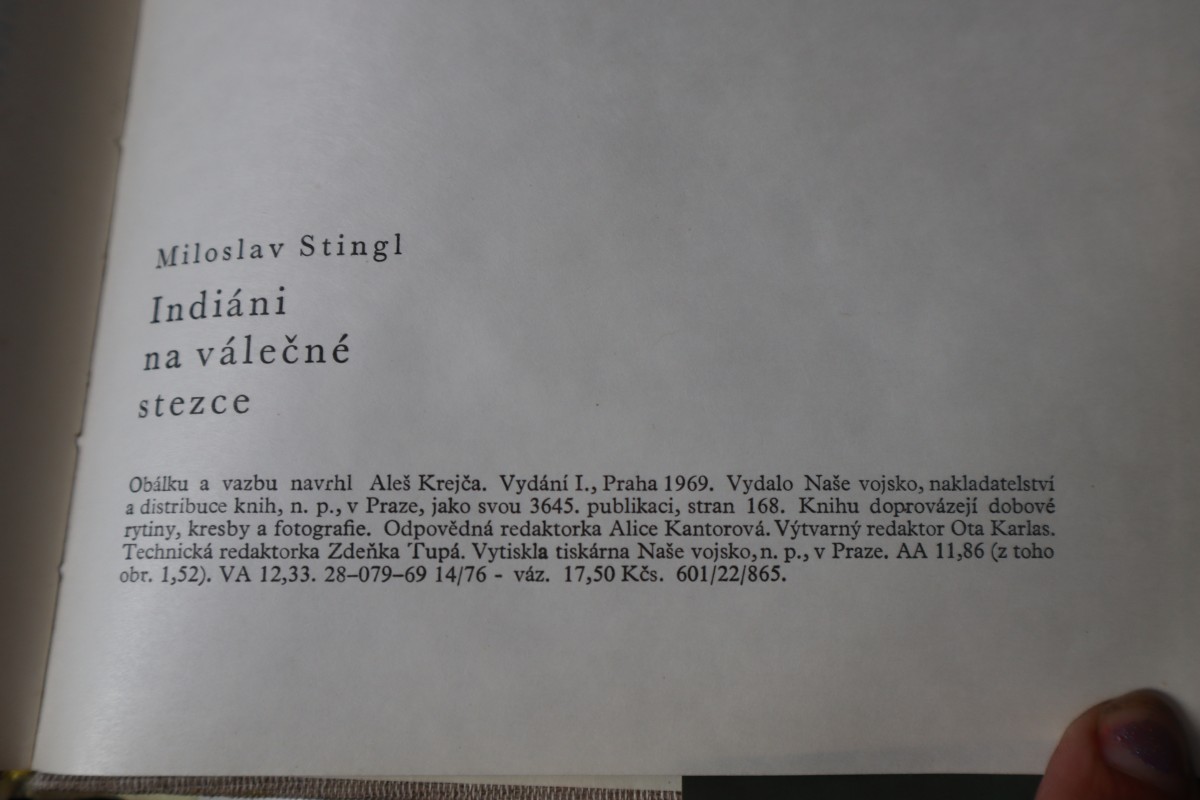 Miloslav Stingl
Indiáni
na válečné
stezce
Obálku a vazbu navrhl Aleš Krejča. Vydání I., Praha 1969. Vydalo Naše vojsko, nakladatelství
a distribuce knih, n. p., v Praze, jako svou 3645. publikaci, stran 168. Knihu doprovázejí dobové
rytiny, kresby a fotografie. Odpovědná redaktorka Alice Kantorová. Výtvarný redaktor Ota Karlas.
Technická redaktorka Zdeňka Tupá. Vytiskla tiskárna Naše vojsko, n. p., v Praze. AA 11,86 (z toho
obr. 1,52). VA 12,33. 28–079–69 14/76 - váz. 17,50 Kčs. 601/22/865.